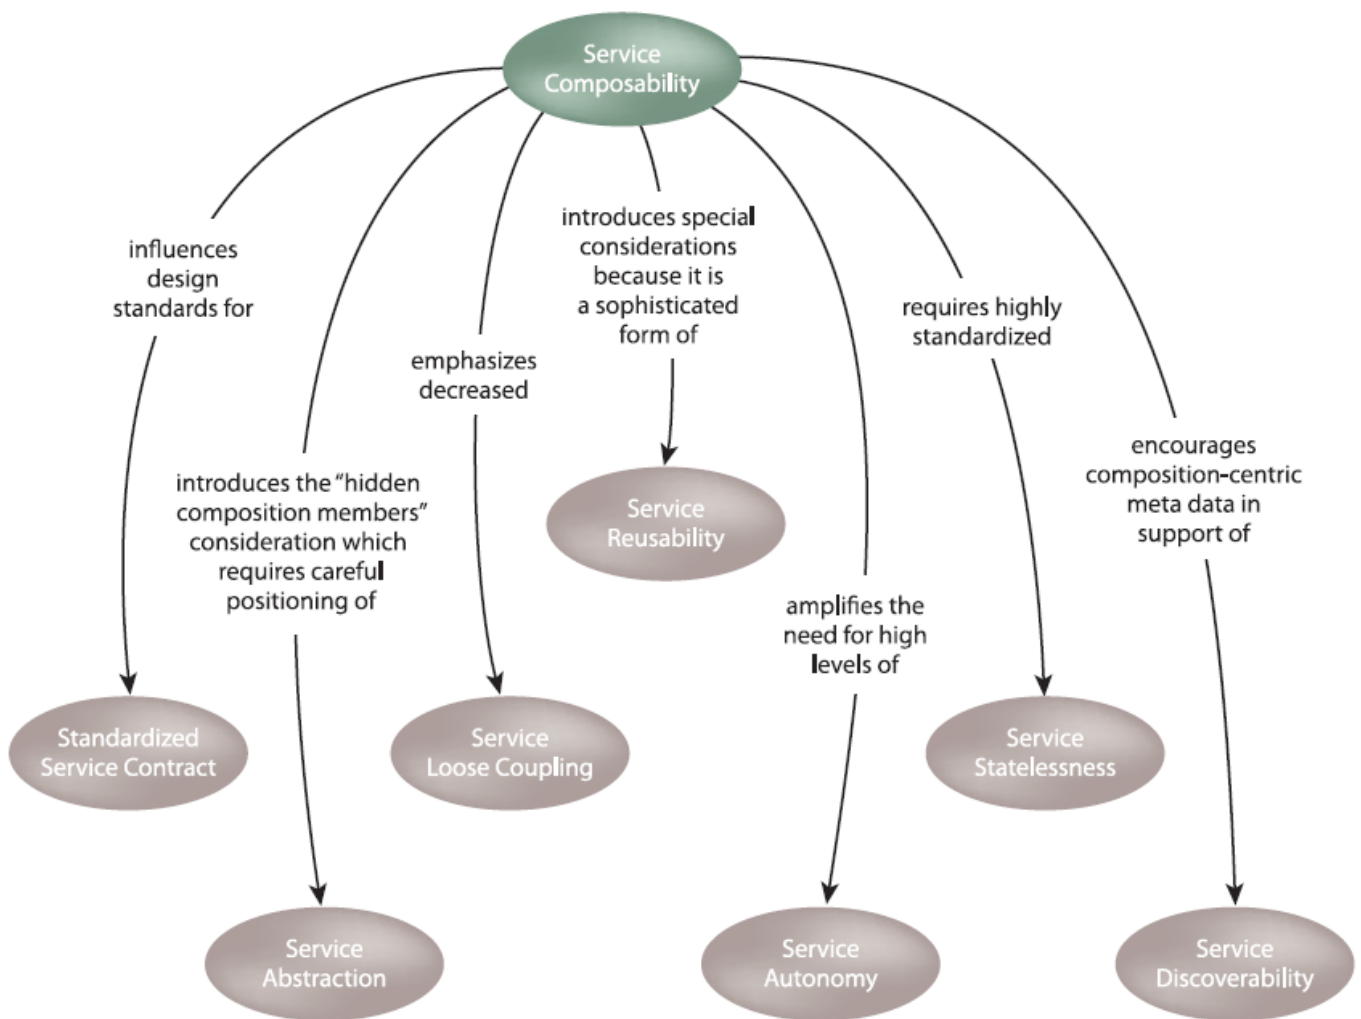 Service
Composability
influences
design
standards for
introduces the “hidden
composition members”
consideration which
requires careful
positioning of
emphasizes
decreased
introduces special
considerations
because it is
a sophisticated
form of
amplifies the
need for high
levels of
requires highly
standardized
encourages
composition-centric
meta data in
support of
Standardized
Service Contract
Service
Abstraction
Service
Loose Coupling
Service
Reusability
Service
Autonomy
Service
Statelessness
Service
Discoverability